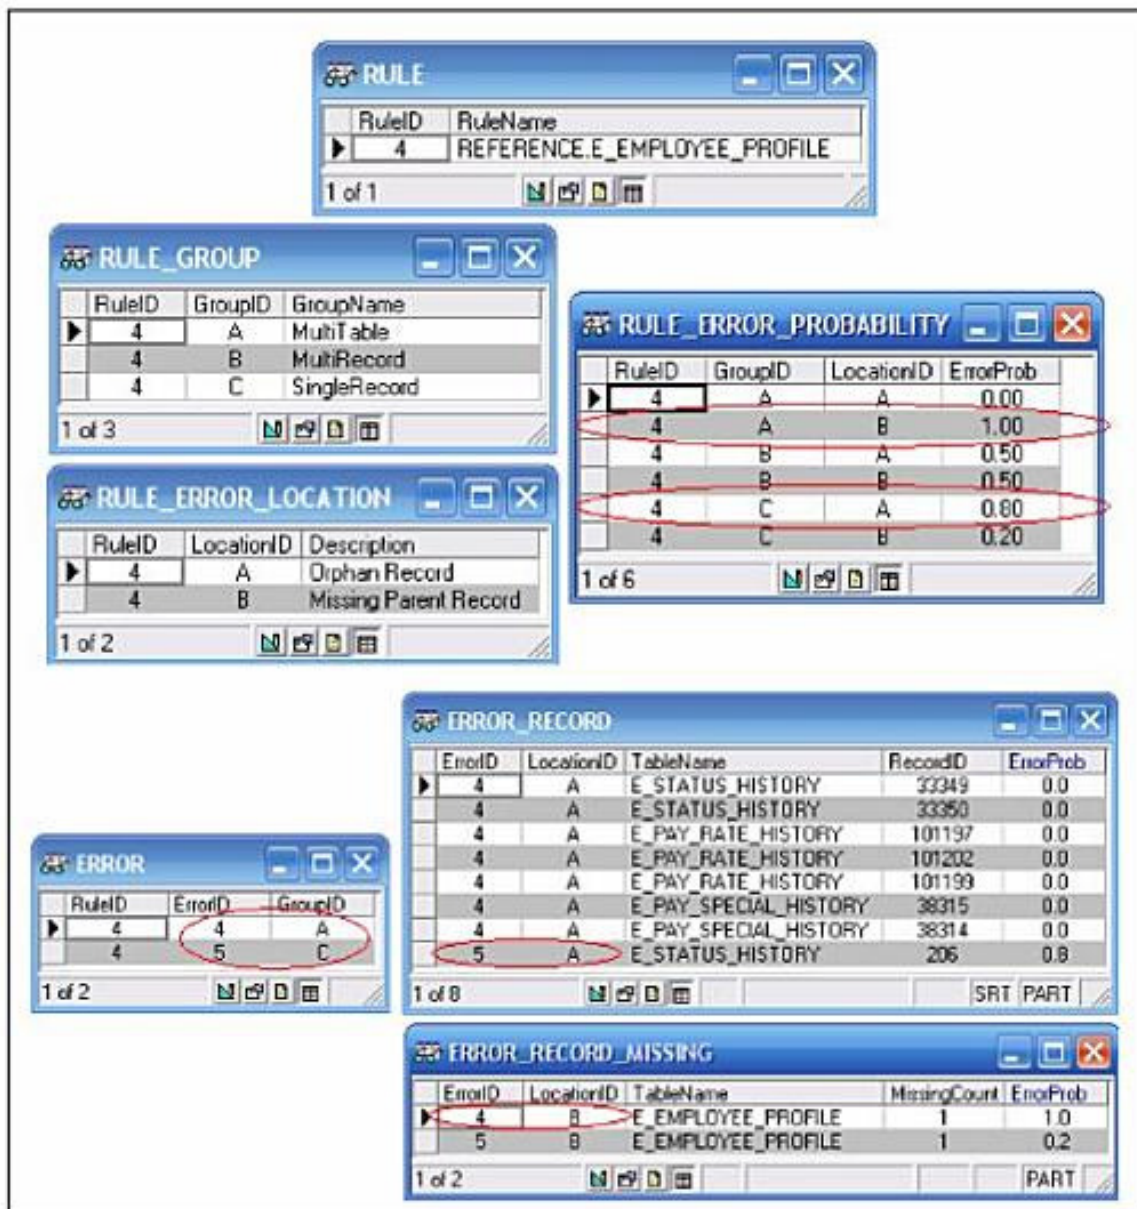 RULE
RuleID RuleName
4 REFERENCE.E_EMPLOYEE_PROFILE
1 of 1
RULE_GROUP
RuleID GroupID GroupName
4 A MultiTable
4 B MultiRecord
4 C SingleRecord
1 of 3
RULE_ERROR_PROBABILITY
RuleID GroupID LocationID ErrorProb
4 A A 0.00
4 A B 1.00
4 B A 0.50
4 B B 0.50
4 C A 0.80
4 C B 0.20
1 of 6
RULE_ERROR_LOCATION
RuleID LocationID Description
4 A Orphan Record
4 B Missing Parent Record
1 of 2
ERROR_RECORD
ErrorID LocationID TableName RecordID ErrorProb
4 A E_STATUS_HISTORY 33349 0.0
4 A E_STATUS_HISTORY 33350 0.0
4 A E_PAY_RATE_HISTORY 101197 0.0
4 A E_PAY_RATE_HISTORY 101202 0.0
4 A E_PAY_RATE_HISTORY 101199 0.0
4 A E_PAY_SPECIAL_HISTORY 38315 0.0
4 A E_PAY_SPECIAL_HISTORY 38314 0.0
5 A E_STATUS_HISTORY 206 0.8
1 of 8 SRT PART
ERROR
RuleID ErrorID GroupID
4 4 A
4 5 C
1 of 2
ERROR_RECORD_MISSING
ErrorID LocationID TableName MissingCount ErrorProb
4 B E_EMPLOYEE_PROFILE 1 1.0
5 B E_EMPLOYEE_PROFILE 1 0.2
1 of 2 PART